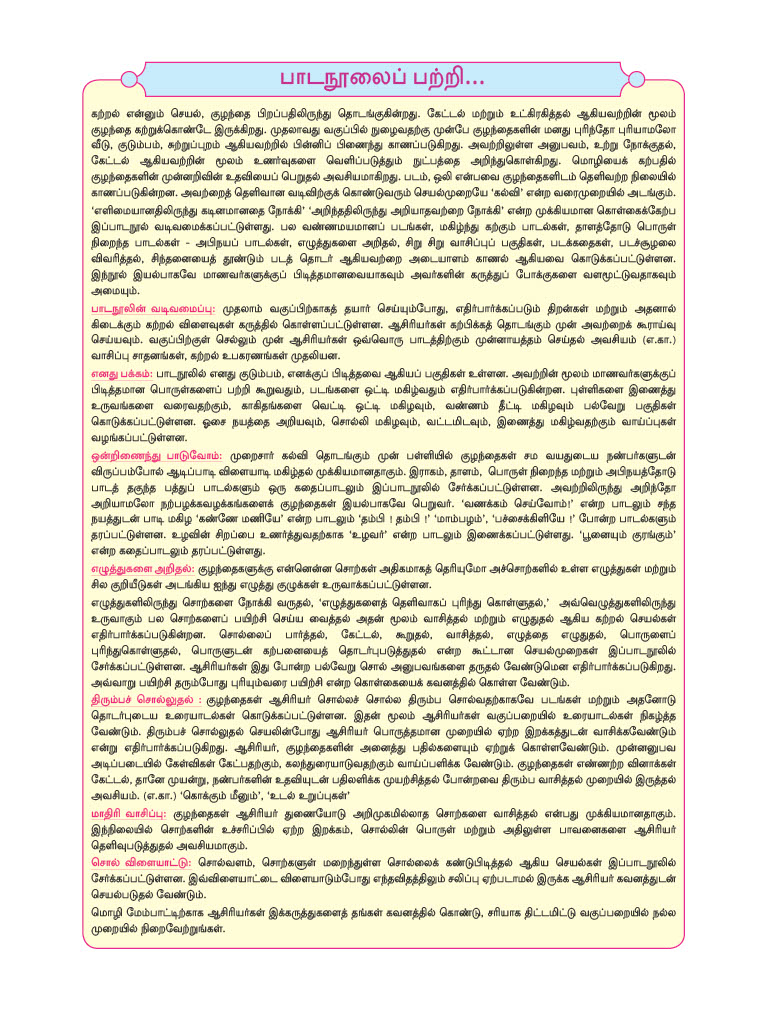 பாடநூலைப் பற்றி...
கற்றல் என்னும் செயல், குழந்தை பிறப்பதிலிருந்து தொடங்குகின்றது. கேட்டல் மற்றும் உட்கிரகித்தல் ஆகியவற்றின் மூலம்
குழந்தை கற்றுக்கொண்டே இருக்கிறது. முதலாவது வகுப்பில் நுழைவதற்கு முன்பே குழந்தைகளின் மனது புரிந்தோ புரியாமலோ
வீடு, குடும்பம், சுற்றுப்புறம் ஆகியவற்றில் பின்னிப் பிணைந்து காணப்படுகிறது. அவற்றிலுள்ள அனுபவம், உற்று நோக்குதல்,
கேட்டல் ஆகியவற்றின் மூலம் உணர்வுகளை வெளிப்படுத்தும் நுட்பத்தை அறிந்துகொள்கிறது. மொழியைக் கற்பதில்
குழந்தைகளின் முன்னறிவின் உதவியைப் பெறுதல் அவசியமாகிறது. படம், ஒலி என்பவை குழந்தைகளிடம் தெளிவற்ற நிலையில்
காணப்படுகின்றன. அவற்றைத் தெளிவான வடிவிற்குக் கொண்டுவரும் செயல்முறையே ‘கல்வி’ என்ற வரைமுறையில் அடங்கும்.
‘எளிமையானதிலிருந்து கடினமானதை நோக்கி’ ‘அறிந்ததிலிருந்து அறியாதவற்றை நோக்கி’ என்ற முக்கியமான கொள்கைக்கேற்ப
இப்பாடநூல் வடிவமைக்கப்பட்டுள்ளது. பல வண்ணமயமானப் படங்கள், மகிழ்ந்து கற்கும் பாடல்கள், தாளத்தோடு பொருள்
நிறைந்த பாடல்கள் - அபிநயப் பாடல்கள், எழுத்துகளை அறிதல், சிறு சிறு வாசிப்புப் பகுதிகள், படக்கதைகள், படச்சூழலை
விவரித்தல், சிந்தனையைத் தூண்டும் படத் தொடர் ஆகியவற்றை அடையாளம் காணல் ஆகியவை கொடுக்கப்பட்டுள்ளன.
இந்நூல் இயல்பாகவே மாணவர்களுக்குப் பிடித்தமானவையாகவும் அவர்களின் கருத்துப் போக்குகளை வளமூட்டுவதாகவும்
அமையும்.
பாடநூலின் வடிவமைப்பு: முதலாம் வகுப்பிற்காகத் தயார் செய்யும்போது, எதிர்பார்க்கப்படும் திறன்கள் மற்றும் அதனால்
கிடைக்கும் கற்றல் விளைவுகள் கருத்தில் கொள்ளப்பட்டுள்ளன. ஆசிரியர்கள் கற்பிக்கத் தொடங்கும் முன் அவற்றைக் கூராய்வு
செய்யவும். வகுப்பிற்குள் செல்லும் முன் ஆசிரியர்கள் ஒவ்வொரு பாடத்திற்கும் முன்னாயத்தம் செய்தல் அவசியம் (எ.கா.)
வாசிப்பு சாதனங்கள், கற்றல் உபகரணங்கள் முதலியன.
எனது பக்கம்: பாடநூலில் எனது குடும்பம், எனக்குப் பிடித்தவை ஆகியப் பகுதிகள் உள்ளன. அவற்றின் மூலம் மாணவர்களுக்குப்
பிடித்தமான பொருள்களைப் பற்றி கூறுவதும், படங்களை ஒட்டி மகிழ்வதும் எதிர்பார்க்கப்படுகின்றன. புள்ளிகளை இணைத்து
உருவங்களை வரைவதற்கும், காகிதங்களை வெட்டி ஒட்டி மகிழவும், வண்ணம் தீட்டி மகிழவும் பல்வேறு பகுதிகள்
கொடுக்கப்பட்டுள்ளன. ஓசை நயத்தை அறியவும், சொல்லி மகிழவும், வட்டமிடவும், இணைத்து மகிழ்வதற்கும் வாய்ப்புகள்
வழங்கப்பட்டுள்ளன.
ஒன்றிணைந்து பாடுவோம்: முறைசார் கல்வி தொடங்கும் முன் பள்ளியில் குழந்தைகள் சம வயதுடைய நண்பர்களுடன்
விருப்பம்போல் ஆடிப்பாடி விளையாடி மகிழ்தல் முக்கியமானதாகும். இராகம், தாளம், பொருள் நிறைந்த மற்றும் அபிநயத்தோடு
பாடத் தகுந்த பத்துப் பாடல்களும் ஒரு கதைப்பாடலும் இப்பாடநூலில் சேர்க்கப்பட்டுள்ளன. அவற்றிலிருந்து அறிந்தோ
அறியாமலோ நற்பழக்கவழக்கங்களைக் குழந்தைகள் இயல்பாகவே பெறுவர். ‘வணக்கம் செய்வோம்!’ என்ற பாடலும் சந்த
நயத்துடன் பாடி மகிழ ‘கண்ணே மணியே’ என்ற பாடலும் ‘தம்பி ! தம்பி !’ ‘மாம்பழம்’, ‘பச்சைக்கிளியே !’ போன்ற பாடல்களும்
தரப்பட்டுள்ளன. உழவின் சிறப்பை உணர்த்துவதற்காக ‘உழவர்’ என்ற பாடலும் இணைக்கப்பட்டுள்ளது. ‘பூனையும் குரங்கும்’
என்ற கதைப்பாடலும் தரப்பட்டுள்ளது.
எழுத்துகளை அறிதல்: குழந்தைகளுக்கு என்னென்ன சொற்கள் அதிகமாகத் தெரியுமோ அச்சொற்களில் உள்ள எழுத்துகள் மற்றும்
சில குறியீடுகள் அடங்கிய ஐந்து எழுத்து குழுக்கள் உருவாக்கப்பட்டுள்ளன.
எழுத்துகளிலிருந்து சொற்களை நோக்கி வருதல், ‘எழுத்துகளைத் தெளிவாகப் புரிந்து கொள்ளுதல்,’ அவ்வெழுத்துகளிலிருந்து
உருவாகும் பல சொற்களைப் பயிற்சி செய்ய வைத்தல் அதன் மூலம் வாசித்தல் மற்றும் எழுதுதல் ஆகிய கற்றல் செயல்கள்
எதிர்பார்க்கப்படுகின்றன. சொல்லைப் பார்த்தல், கேட்டல், கூறுதல், வாசித்தல், எழுத்தை எழுதுதல், பொருளைப்
புரிந்துகொள்ளுதல், பொருளுடன் கற்பனையைத் தொடர்புபடுத்துதல் என்ற கூட்டான செயல்முறைகள் இப்பாடநூலில்
சேர்க்கப்பட்டுள்ளன. ஆசிரியர்கள் இது போன்ற பல்வேறு சொல் அனுபவங்களை தருதல் வேண்டுமென எதிர்பார்க்கப்படுகிறது.
அவ்வாறு பயிற்சி தரும்போது புரியும்வரை பயிற்சி என்ற கொள்கையைக் கவனத்தில் கொள்ள வேண்டும்.
திரும்பச் சொல்லுதல் : குழந்தைகள் ஆசிரியர் சொல்லச் சொல்ல திரும்ப சொல்வதற்காகவே படங்கள் மற்றும் அதனோடு
தொடர்புடைய உரையாடல்கள் கொடுக்கப்பட்டுள்ளன. இதன் மூலம் ஆசிரியர்கள் வகுப்பறையில் உரையாடல்கள் நிகழ்த்த
வேண்டும். திரும்பச் சொல்லுதல் செயலின்போது ஆசிரியர் பொருத்தமான முறையில் ஏற்ற இறக்கத்துடன் வாசிக்கவேண்டும்
என்று எதிர்பார்க்கப்படுகிறது. ஆசிரியர், குழந்தைகளின் அனைத்து பதில்களையும் ஏற்றுக் கொள்ளவேண்டும். முன்னனுபவ
அடிப்படையில் கேள்விகள் கேட்பதற்கும், கலந்துரையாடுவதற்கும் வாய்ப்பளிக்க வேண்டும். குழந்தைகள் எண்ணற்ற வினாக்கள்
கேட்டல், தானே முயன்று, நண்பர்களின் உதவியுடன் பதிலளிக்க முயற்சித்தல் போன்றவை திரும்ப வாசித்தல் முறையில் இருத்தல்
அவசியம். (எ.கா.) ‘கொக்கும் மீனும்’, ‘உடல் உறுப்புகள்’
மாதிரி வாசிப்பு: குழந்தைகள் ஆசிரியர் துணையோடு அறிமுகமில்லாத சொற்களை வாசித்தல் என்பது முக்கியமானதாகும்.
இந்நிலையில் சொற்களின் உச்சரிப்பில் ஏற்ற இறக்கம், சொல்லின் பொருள் மற்றும் அதிலுள்ள பாவனைகளை ஆசிரியர்
தெளிவுபடுத்துதல் அவசியமாகும்.
சொல் விளையாட்டு: சொல்வளம், சொற்களுள் மறைந்துள்ள சொல்லைக் கண்டுபிடித்தல் ஆகிய செயல்கள் இப்பாடநூலில்
சேர்க்கப்பட்டுள்ளன. இவ்விளையாட்டை விளையாடும்போது எந்தவிதத்திலும் சலிப்பு ஏற்படாமல் இருக்க ஆசிரியர் கவனத்துடன்
செயல்படுதல் வேண்டும்.
மொழி மேம்பாட்டிற்காக ஆசிரியர்கள் இக்கருத்துகளைத் தங்கள் கவனத்தில் கொண்டு, சரியாக திட்டமிட்டு வகுப்பறையில் நல்ல
முறையில் நிறைவேற்றுங்கள்.